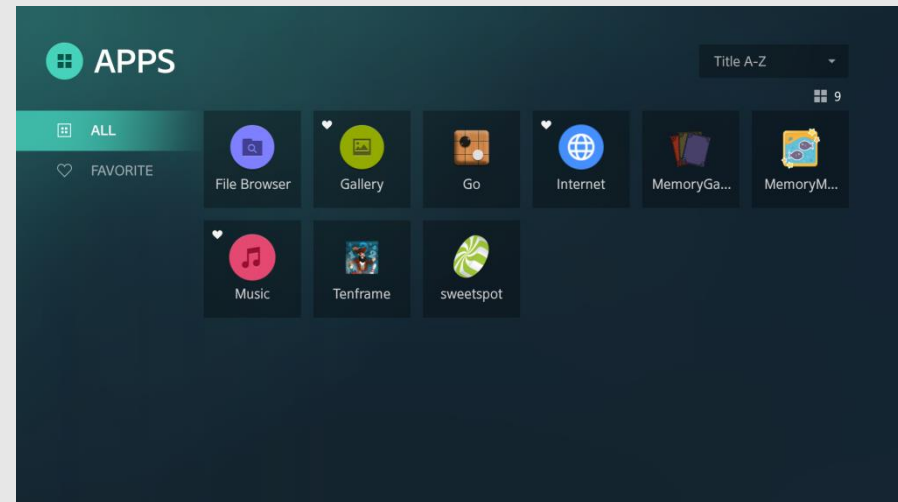 APPS
Title A-Z
9
ALL
FAVORITE
File Browser
Gallery
Go
Internet
MemoryGa...
MemoryM...
Music
Tenframe
sweetspot